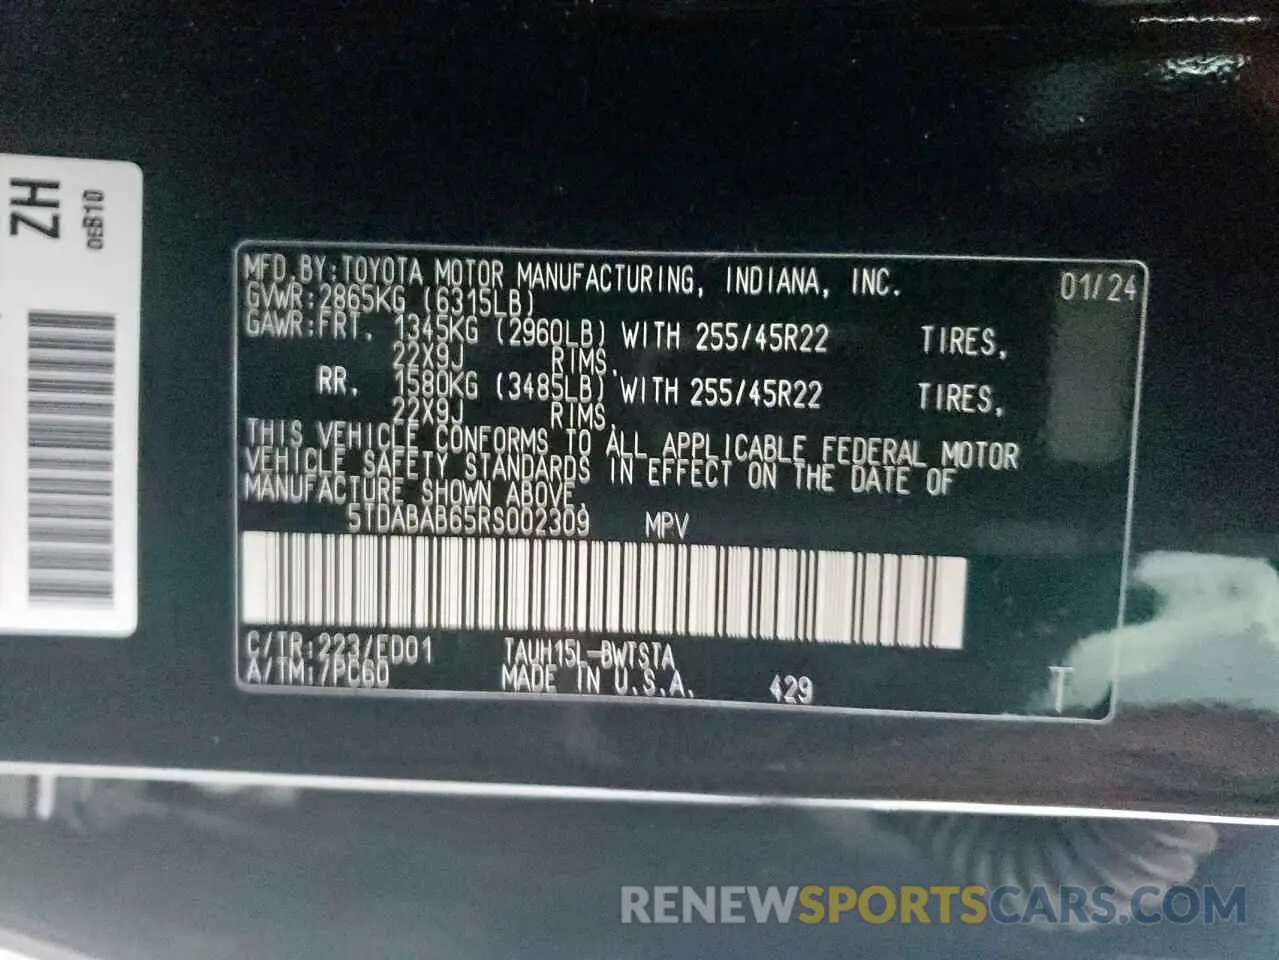 ZH
0EB10
MFD.BY:TOYOTA MOTOR MANUFACTURING, INDIANA, INC. 01/24
GVWR:2865KG (6315LB)
GAWR:FRT. 1345KG (2960LB) WITH 255/45R22 TIRES,
22X9J RIMS,
RR. 1580KG (3485LB) WITH 255/45R22 TIRES,
22X9J RIMS,
THIS VEHICLE CONFORMS TO ALL APPLICABLE FEDERAL MOTOR
VEHICLE SAFETY STANDARDS IN EFFECT ON THE DATE OF
MANUFACTURE SHOWN ABOVE.
5TDABAB65RS002309 MPV
C/TR:223/ED01 TAUH15L-BWTSTA
A/TM:/PC60 MADE IN U.S.A. 429 T
RENEWSPORTSCARS.COM